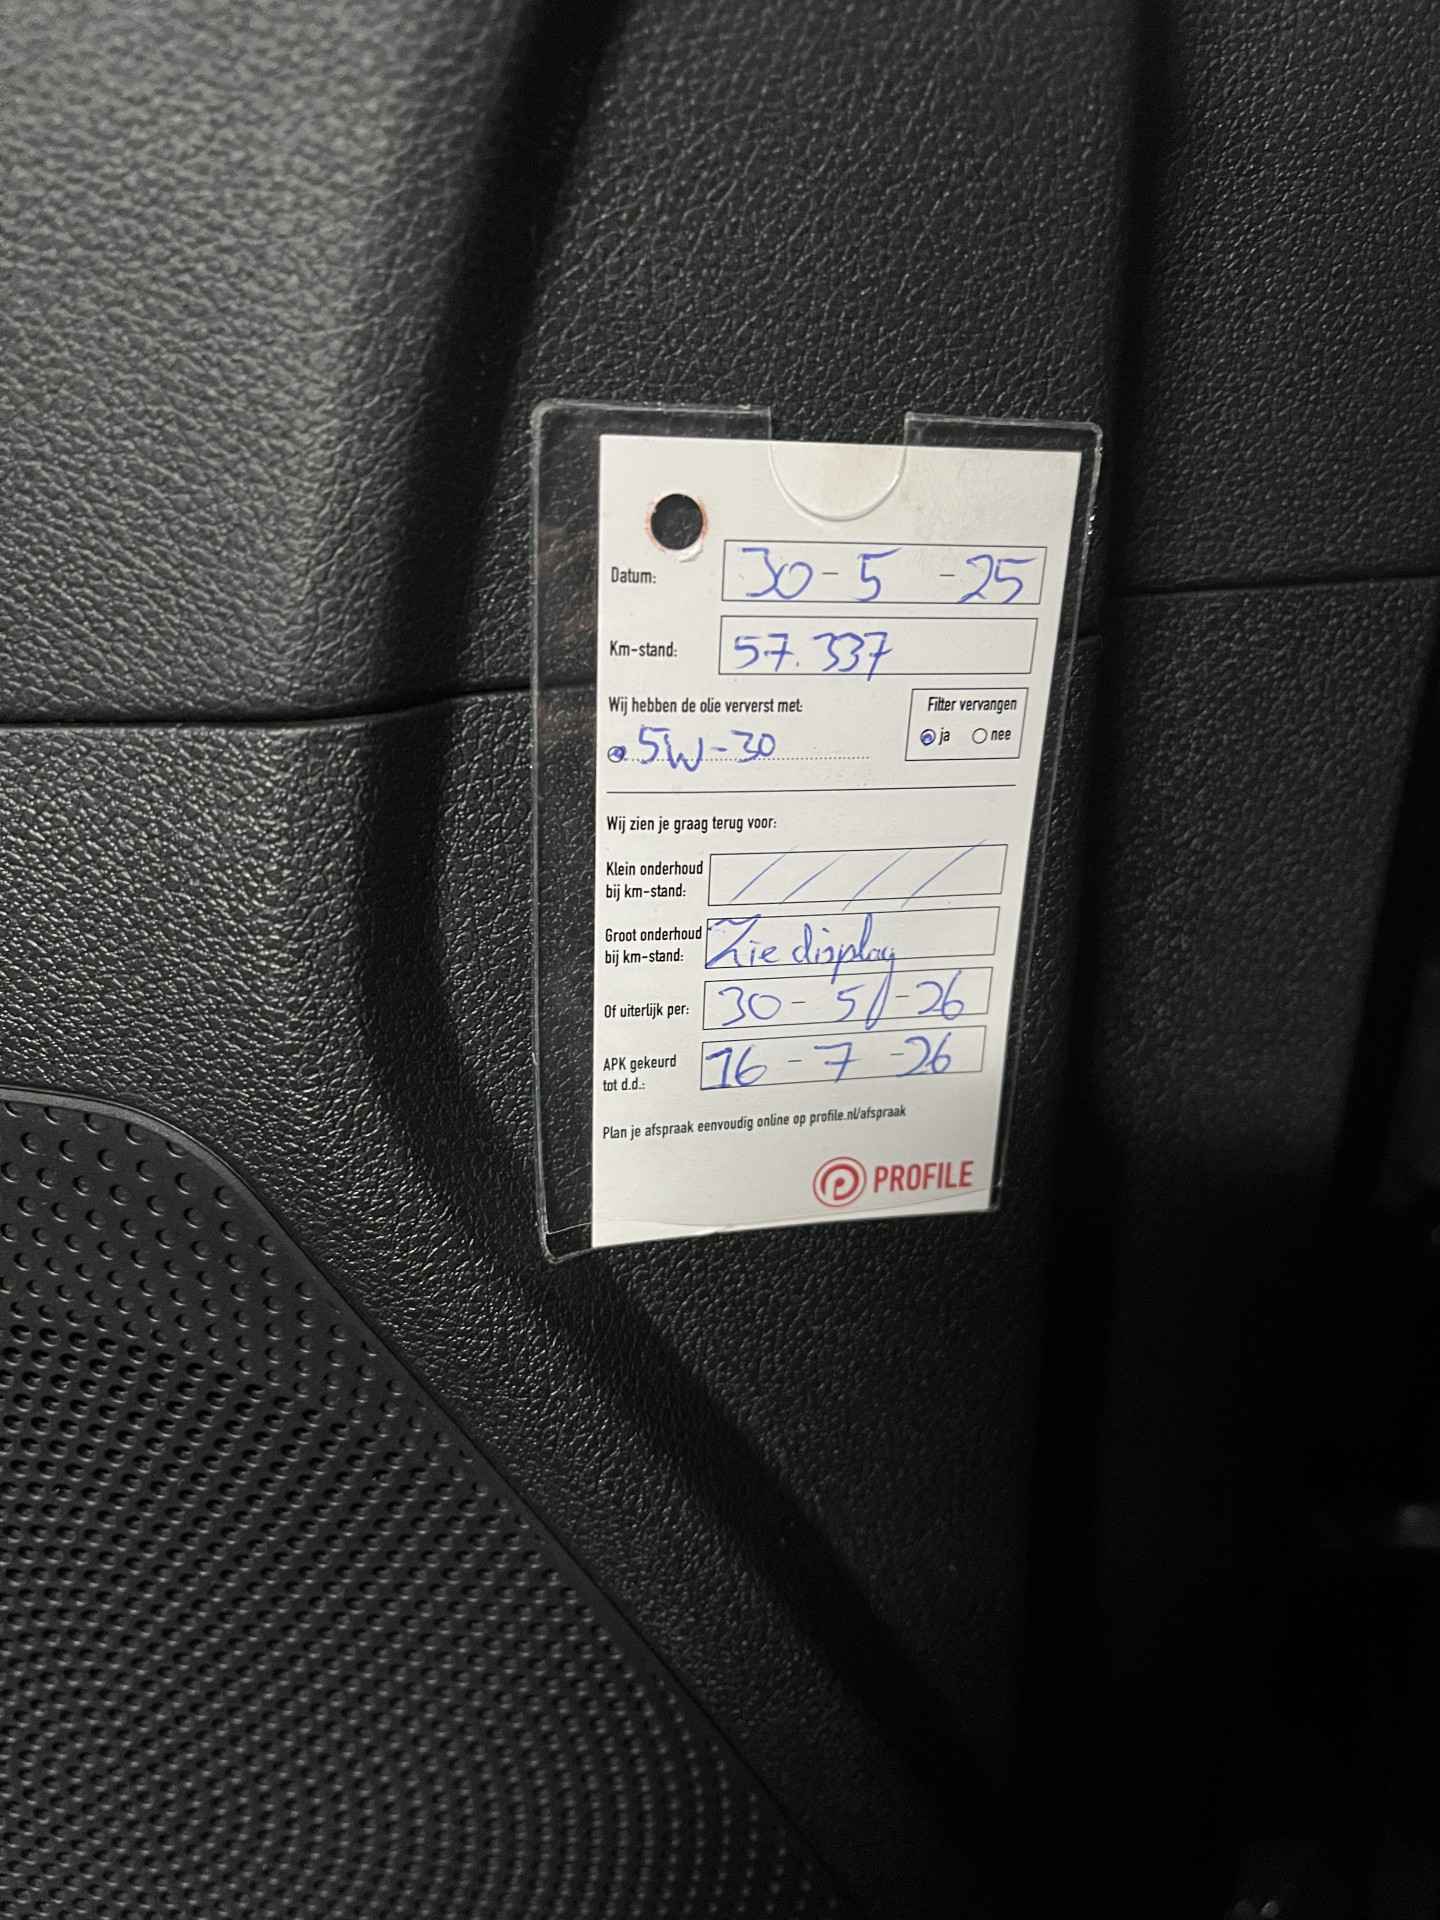 Datum: 30-5-25
Km-stand: 57.337
Wij hebben de olie ververst met:
Filter vervangen
5W-30
ja nee
Wij zien je graag terug voor:
Klein onderhoud
bij km-stand:
Groot onderhoud
bij km-stand: Zie display
Of uiterlijk per: 30-5-26
APK gekeurd
tot d.d.: 16-7-26
Plan je afspraak eenvoudig online op profile.nl/afspraak
PROFILE